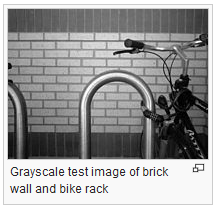 Grayscale test image of brick
wall and bike rack